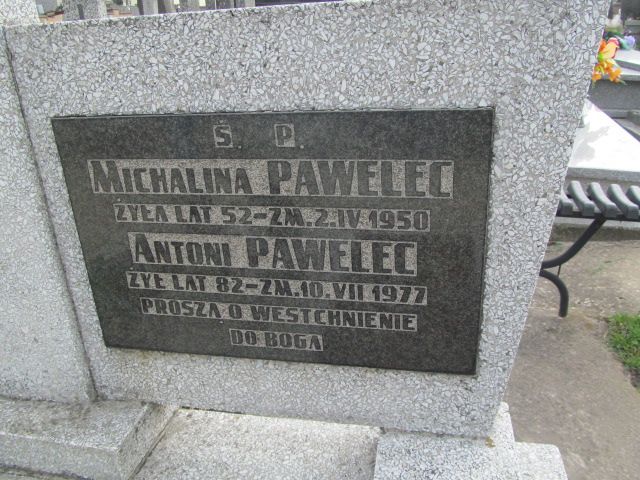 Ś. P.
MICHALINA PAWELEC
ŻYŁA LAT 52-ZM.2.IV.1950
ANTONI PAWELEC
ŻYŁ LAT 82-ZM.10.VII 1977
PROSZĄ O WESTCHNIENIE
DO BOGA